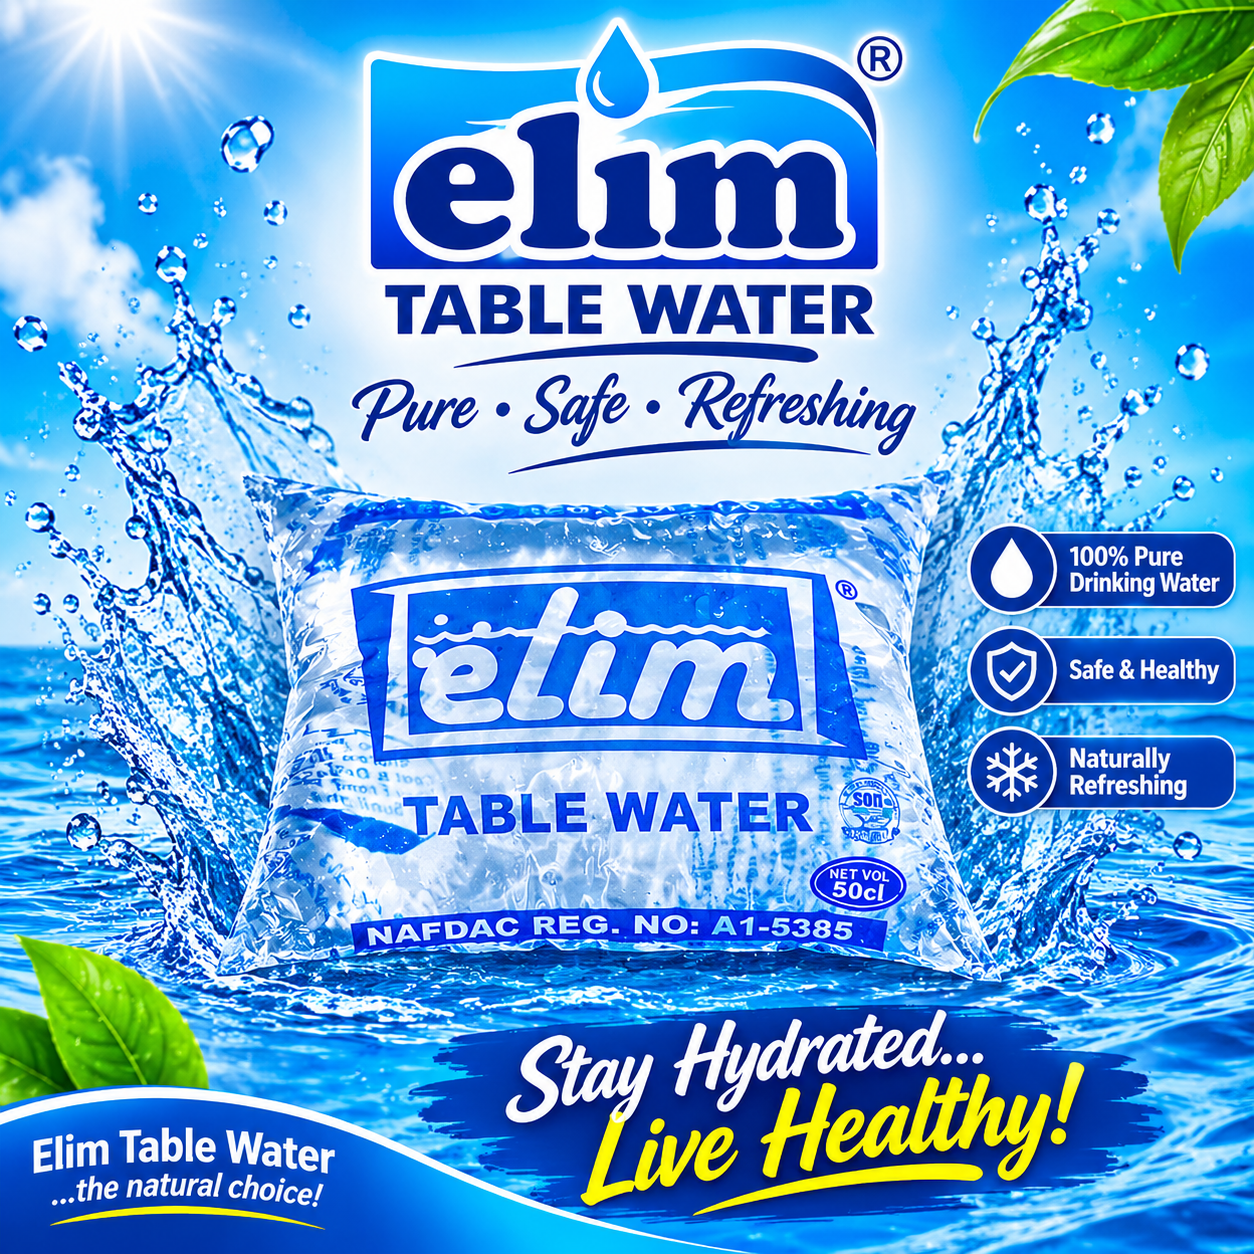 elim
®
TABLE WATER
Pure • Safe • Refreshing
elim
®
TABLE WATER
son
NET VOL
50cl
NAFDAC REG. NO: A1-5385
100% Pure
Drinking Water
Safe & Healthy
Naturally
Refreshing
Stay Hydrated...
Live Healthy!
Elim Table Water
...the natural choice!